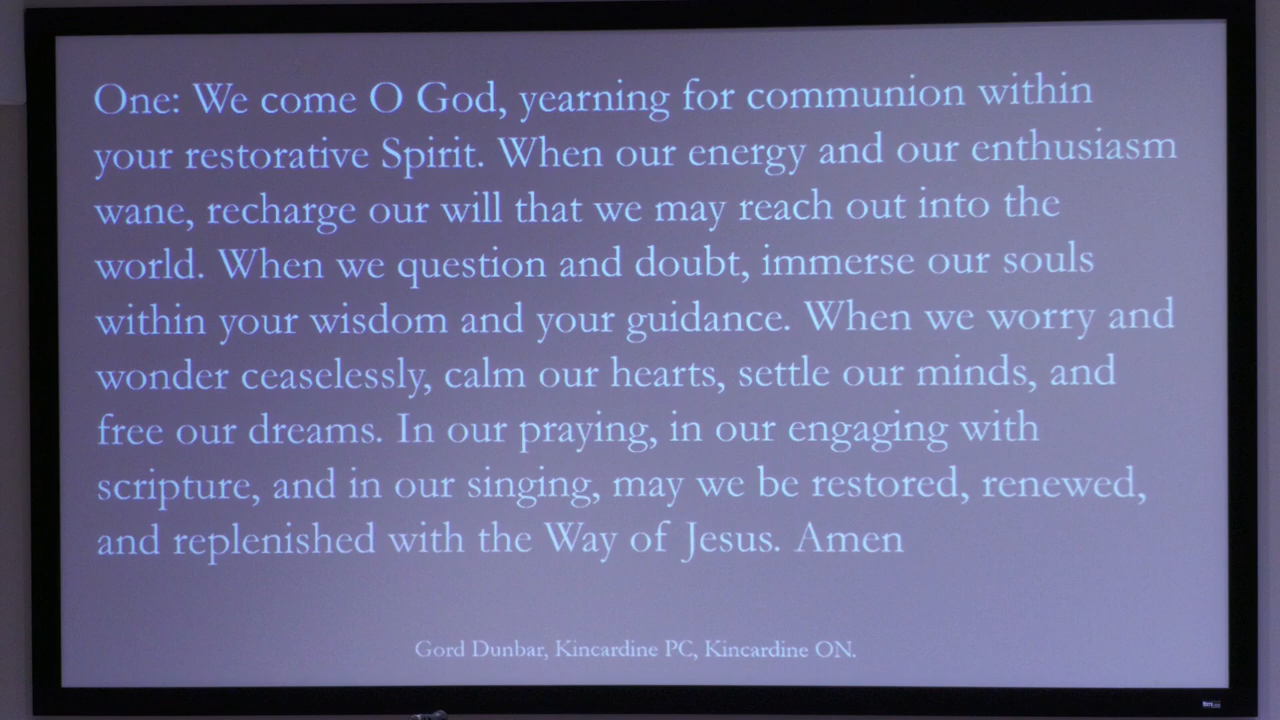 One: We come O God, yearning for communion within
your restorative Spirit. When our energy and our enthusiasm
wane, recharge our will that we may reach out into the
world. When we question and doubt, immerse our souls
within your wisdom and your guidance. When we worry and
wonder ceaselessly, calm our hearts, settle our minds, and
free our dreams. In our praying, in our engaging with
scripture, and in our singing, may we be restored, renewed,
and replenished with the Way of Jesus. Amen
Gord Dunbar, Kincardine PC, Kincardine ON.